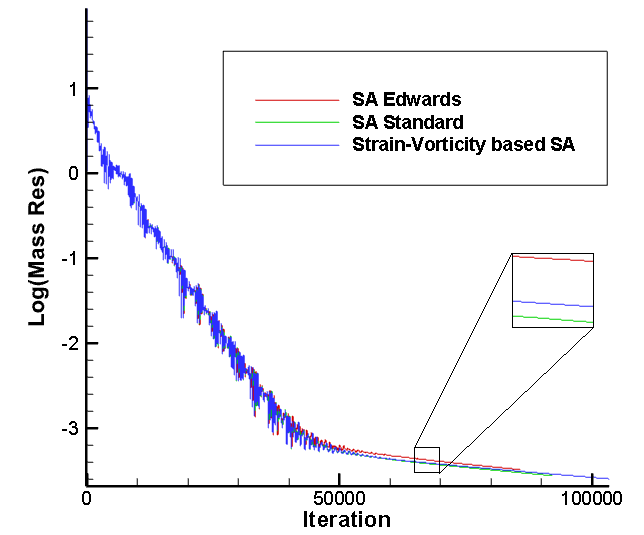 SA Edwards
SA Standard
Strain-Vorticity based SA
Log(Mass Res)
1
0
-1
-2
-3
0
50000
100000
Iteration